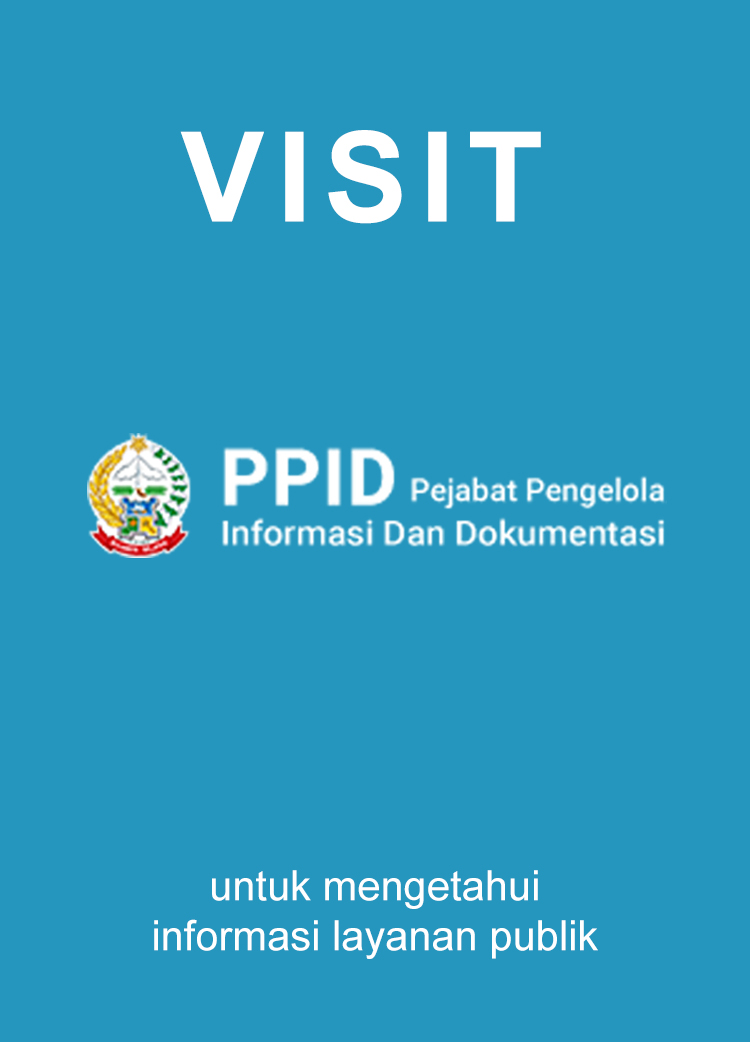 VISIT
PPID Pejabat Pengelola
Informasi Dan Dokumentasi
untuk mengetahui
informasi layanan publik